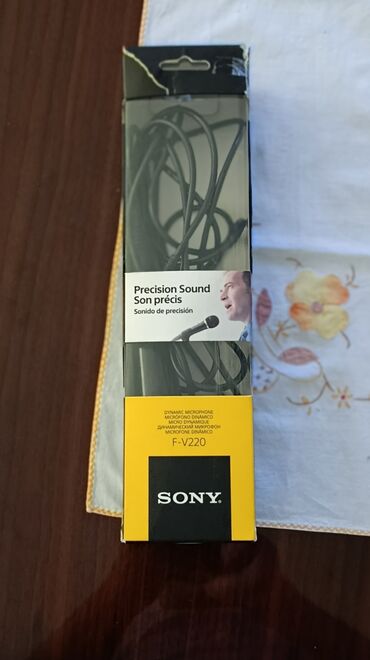 Precision Sound
Son précis
Sonido de precisión
DYNAMIC MICROPHONE
MICRÓFONO DINÁMICO
MICRO DYNAMIQUE
ДИНАМИЧЕСКИЙ МИКРОФОН
MICROFONE DINÂMICO
F-V220
SONY®